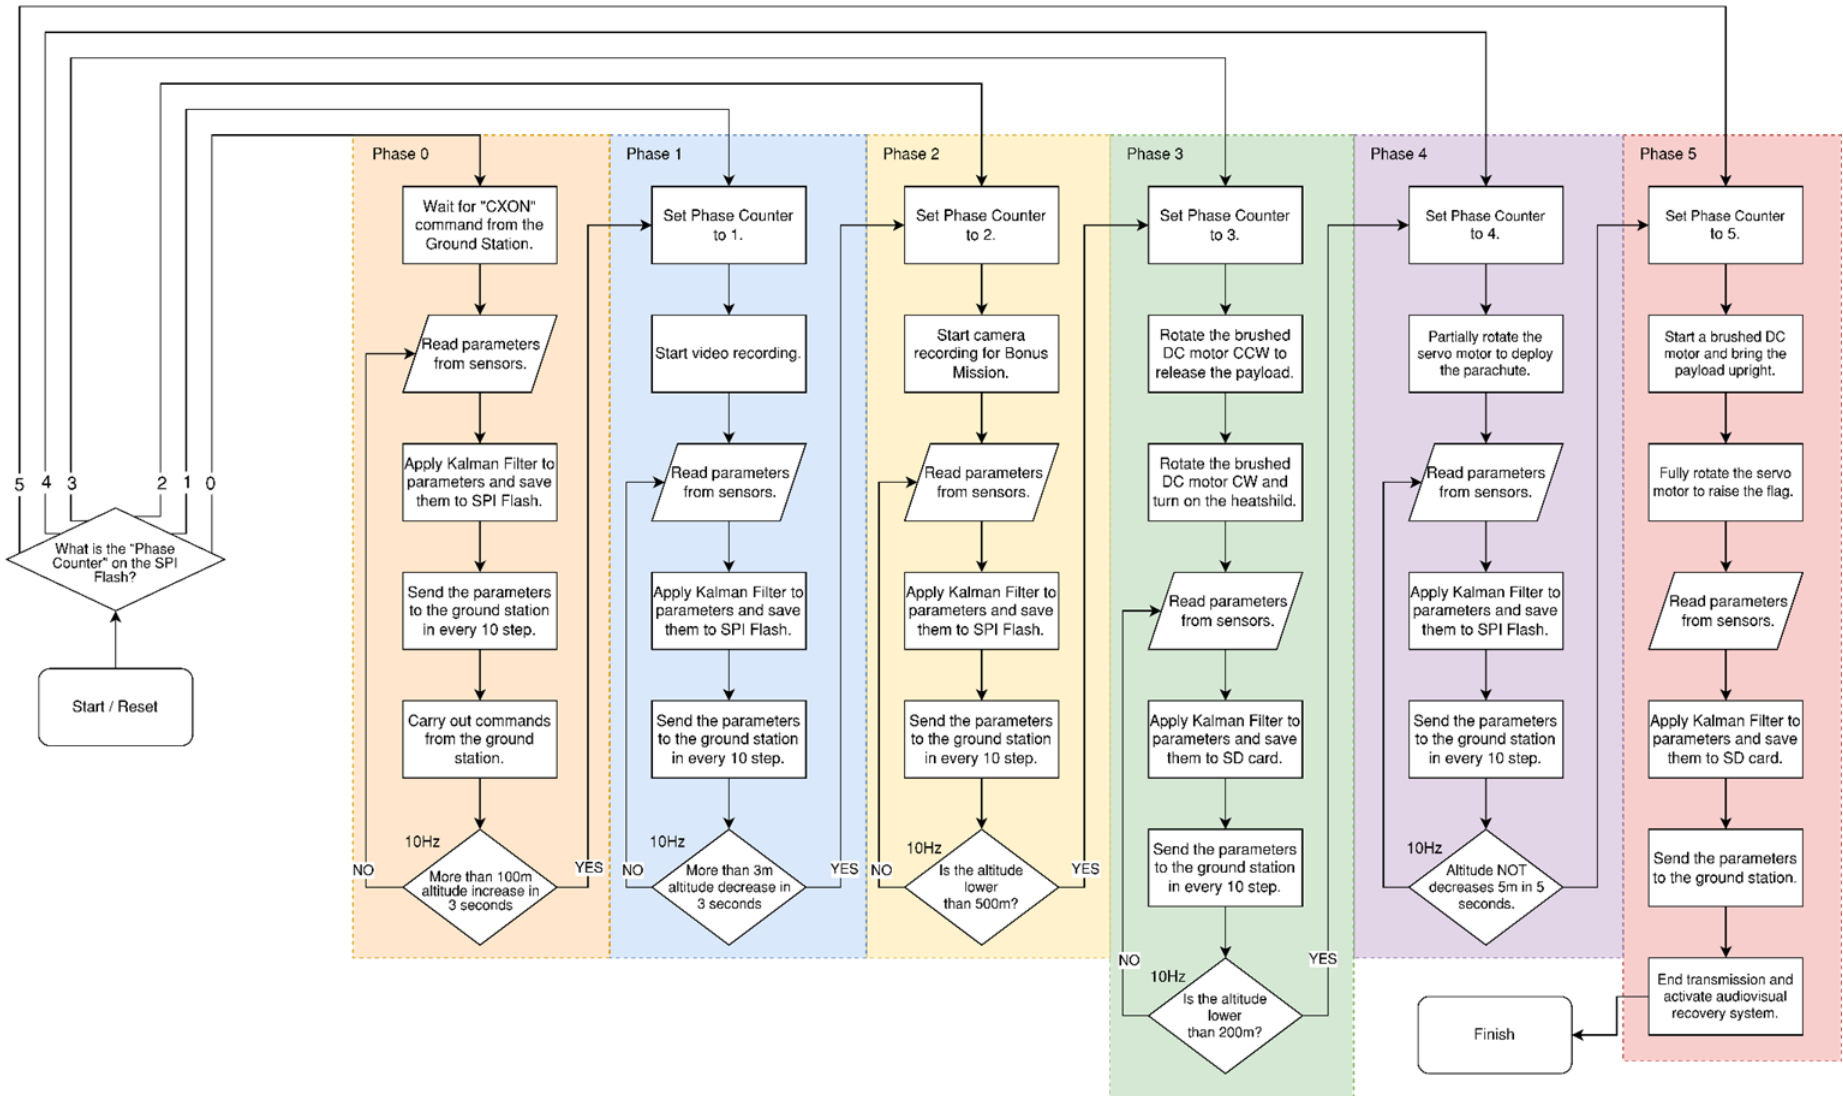 Phase 0
Wait for "CXON"
command from the
Ground Station.
Read parameters
from sensors.
Apply Kalman Filter to
parameters and save
them to SPI Flash.
Send the parameters
to the ground station
in every 10 step.
Carry out commands
from the ground
station.
10Hz
NO
YES
More than 100m
altitude increase in
3 seconds
Phase 1
Set Phase Counter
to 1.
Start video recording.
Read parameters
from sensors.
Apply Kalman Filter to
parameters and save
them to SPI Flash.
Send the parameters
to the ground station
in every 10 step.
10Hz
NO
YES
More than 3m
altitude decrease in
3 seconds
Phase 2
Set Phase Counter
to 2.
Start camera
recording for Bonus
Mission.
Read parameters
from sensors.
Apply Kalman Filter to
parameters and save
them to SPI Flash.
Send the parameters
to the ground station
in every 10 step.
10Hz
NO
YES
Is the altitude
lower
than 500m?
Phase 3
Set Phase Counter
to 3.
Rotate the brushed
DC motor CCW to
release the payload.
Rotate the brushed
DC motor CW and
turn on the heatshild.
Read parameters
from sensors.
Apply Kalman Filter to
parameters and save
them to SD card.
Send the parameters
to the ground station
in every 10 step.
NO
YES
10Hz
Is the altitude
lower
than 200m?
Phase 4
Set Phase Counter
to 4.
Partially rotate the
servo motor to deploy
the parachute.
Read parameters
from sensors.
Apply Kalman Filter to
parameters and save
them to SPI Flash.
Send the parameters
to the ground station
in every 10 step.
10Hz
Altitude NOT
decreases 5m in 5
seconds.
Phase 5
Set Phase Counter
to 5.
Start a brushed DC
motor and bring the
payload upright.
Fully rotate the servo
motor to raise the flag.
Read parameters
from sensors.
Apply Kalman Filter to
parameters and save
them to SD card.
Send the parameters
to the ground station.
End transmission and
activate audiovisual
recovery system.
Finish
5 4 3 2 1 0
What is the "Phase
Counter" on the SPI
Flash?
Start / Reset